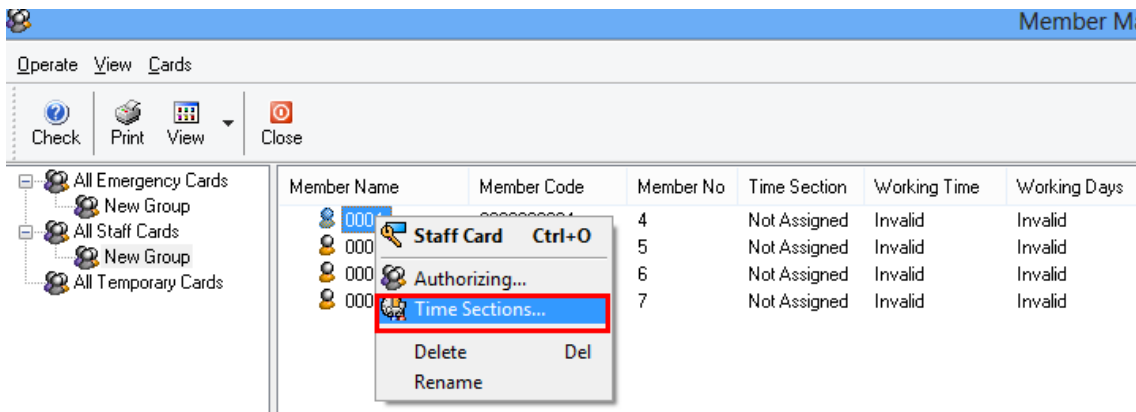 Member Ma
Operate View Cards
Check Print View Close
All Emergency Cards
New Group
All Staff Cards
New Group
All Temporary Cards
Member Name Member Code Member No Time Section Working Time Working Days
4 Not Assigned Invalid Invalid
000 5 Not Assigned Invalid Invalid
000 6 Not Assigned Invalid Invalid
000 7 Not Assigned Invalid Invalid
Staff Card Ctrl+O
Authorizing...
Time Sections...
Delete Del
Rename